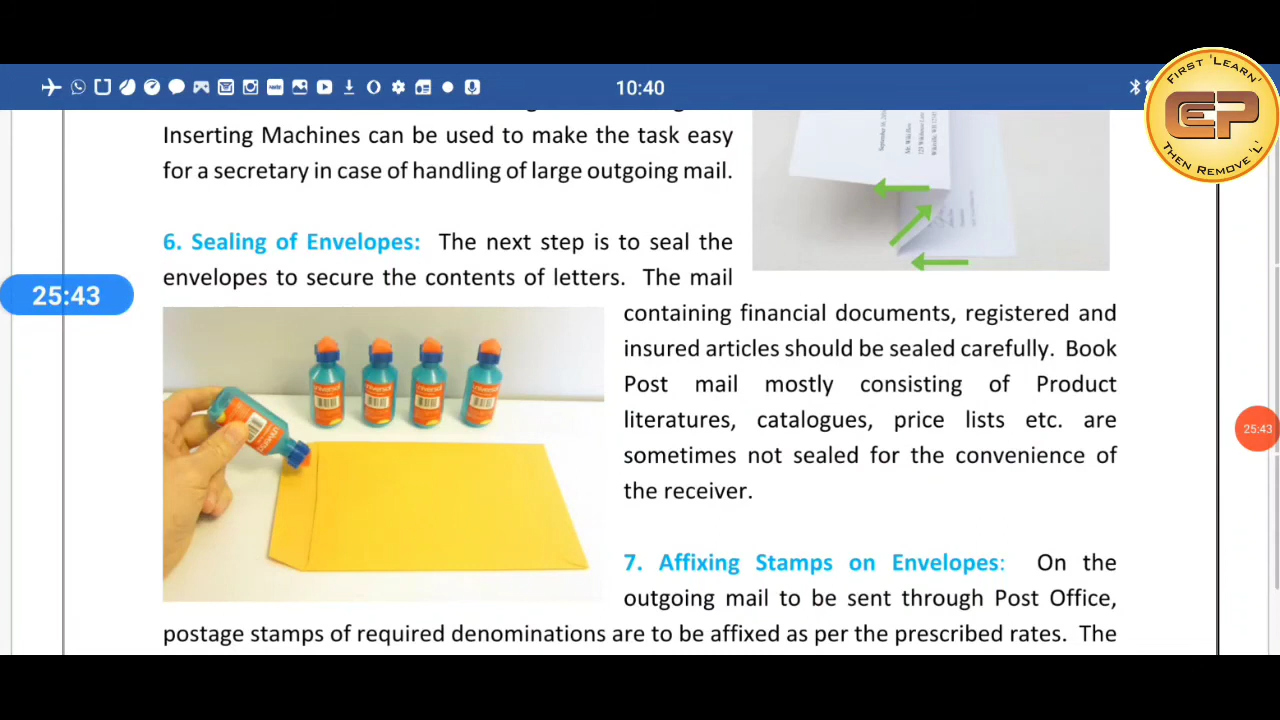 10:40
FIRST 'LEARN'
EP
THEN REMOVE 'L'
Inserting Machines can be used to make the task easy
for a secretary in case of handling of large outgoing mail.
6. Sealing of Envelopes: The next step is to seal the
envelopes to secure the contents of letters. The mail
25:43
containing financial documents, registered and
insured articles should be sealed carefully. Book
Post mail mostly consisting of Product
literatures, catalogues, price lists etc. are
sometimes not sealed for the convenience of
the receiver.
25:43
7. Affixing Stamps on Envelopes: On the
outgoing mail to be sent through Post Office,
postage stamps of required denominations are to be affixed as per the prescribed rates. The